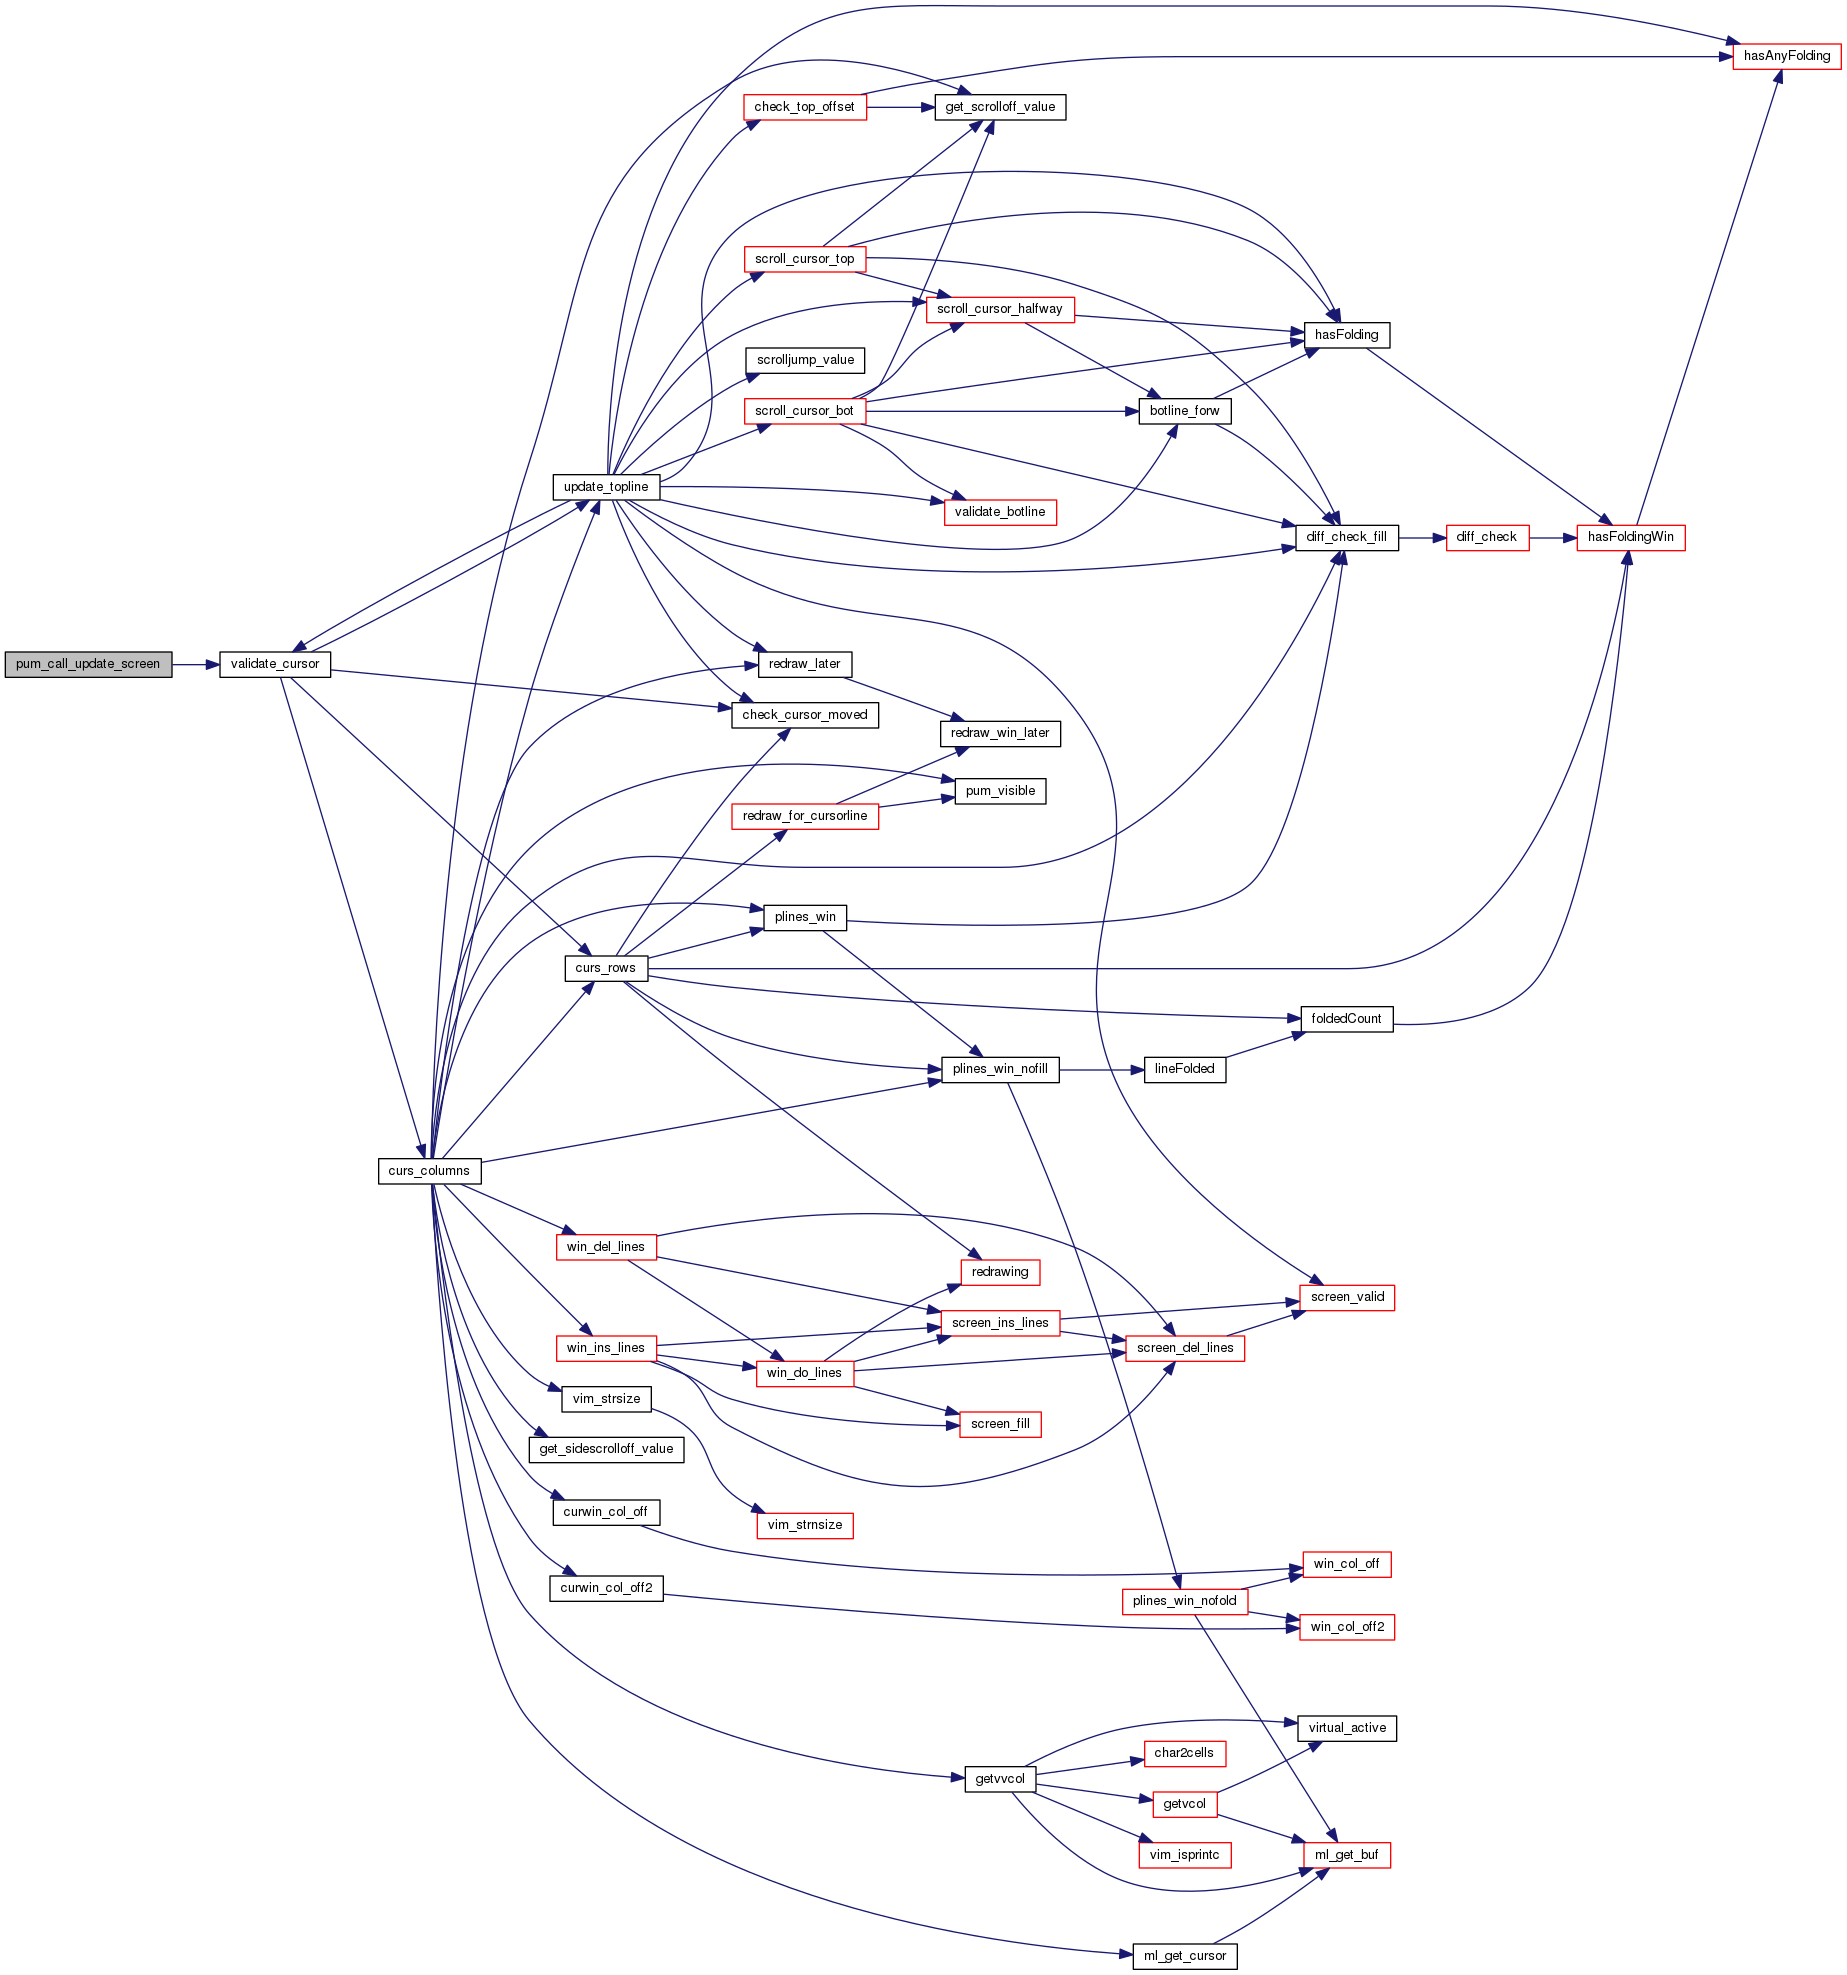 hasAnyFolding
check_top_offset
get_scrolloff_value
scroll_cursor_top
scroll_cursor_halfway
hasFolding
scrolljump_value
scroll_cursor_bot
botline_forw
update_topline
validate_botline
diff_check_fill
diff_check
hasFoldingWin
pum_call_update_screen
validate_cursor
redraw_later
check_cursor_moved
redraw_win_later
pum_visible
redraw_for_cursorline
plines_win
curs_rows
foldedCount
plines_win_nofill
lineFolded
curs_columns
win_del_lines
redrawing
screen_valid
screen_ins_lines
win_ins_lines
screen_del_lines
win_do_lines
vim_strsize
screen_fill
get_sidescrolloff_value
curwin_col_off
vim_strnsize
win_col_off
curwin_col_off2
plines_win_nofold
win_col_off2
virtual_active
char2cells
getvvcol
getvcol
vim_isprintc
ml_get_buf
ml_get_cursor